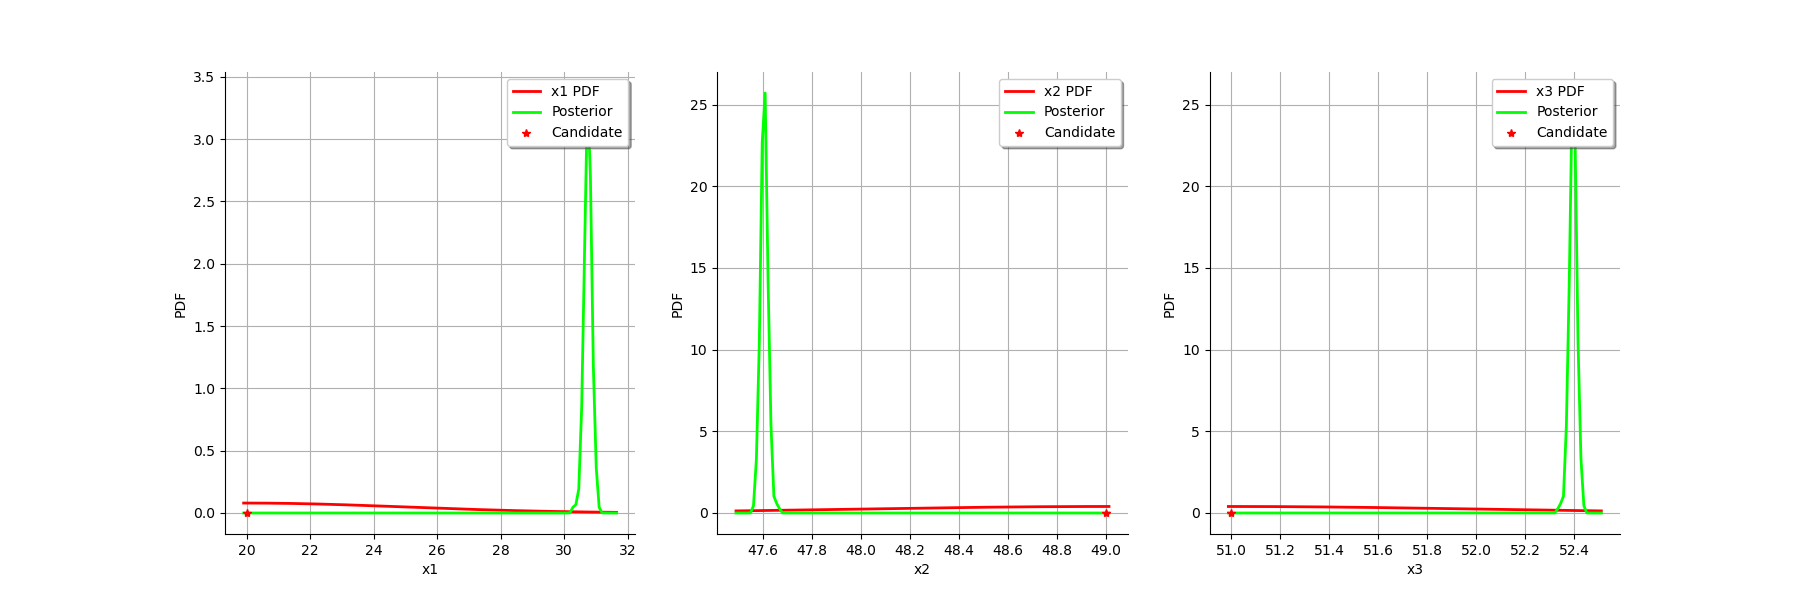 3.5
3.0
2.5
2.0
1.5
1.0
0.5
0.0
PDF
x1 PDF
Posterior
Candidate
20 22 24 26 28 30 32
x1
25
20
15
10
5
0
PDF
x2 PDF
Posterior
Candidate
47.6 47.8 48.0 48.2 48.4 48.6 48.8 49.0
x2
25
20
15
10
5
0
PDF
x3 PDF
Posterior
Candidate
51.0 51.2 51.4 51.6 51.8 52.0 52.2 52.4
x3